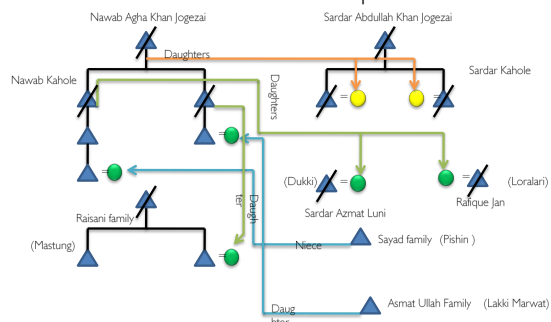 Nawab Agha Khan Jogezai
Sardar Abdullah Khan Jogezai
Daughters
Nawab Kahole
Sardar Kahole
Daughters
=
=
=
=
(Dukki)
=
=
(Loralari)
Rafique Jan
Sardar Azmat Luni
Daugh
ter
Raisani family
(Mastung)
Niece
Sayad family (Pishin )
=
Daug
hter
Asmat Ullah Family (Lakki Marwat)